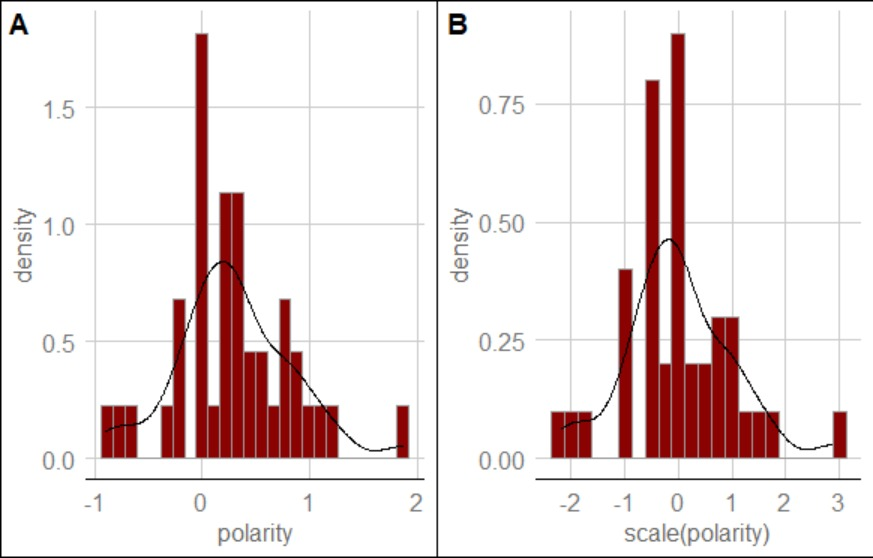 A
density
1.5
1.0
0.5
0.0
-1 0 1 2
polarity
B
density
0.75
0.50
0.25
0.00
-2 -1 0 1 2 3
scale(polarity)